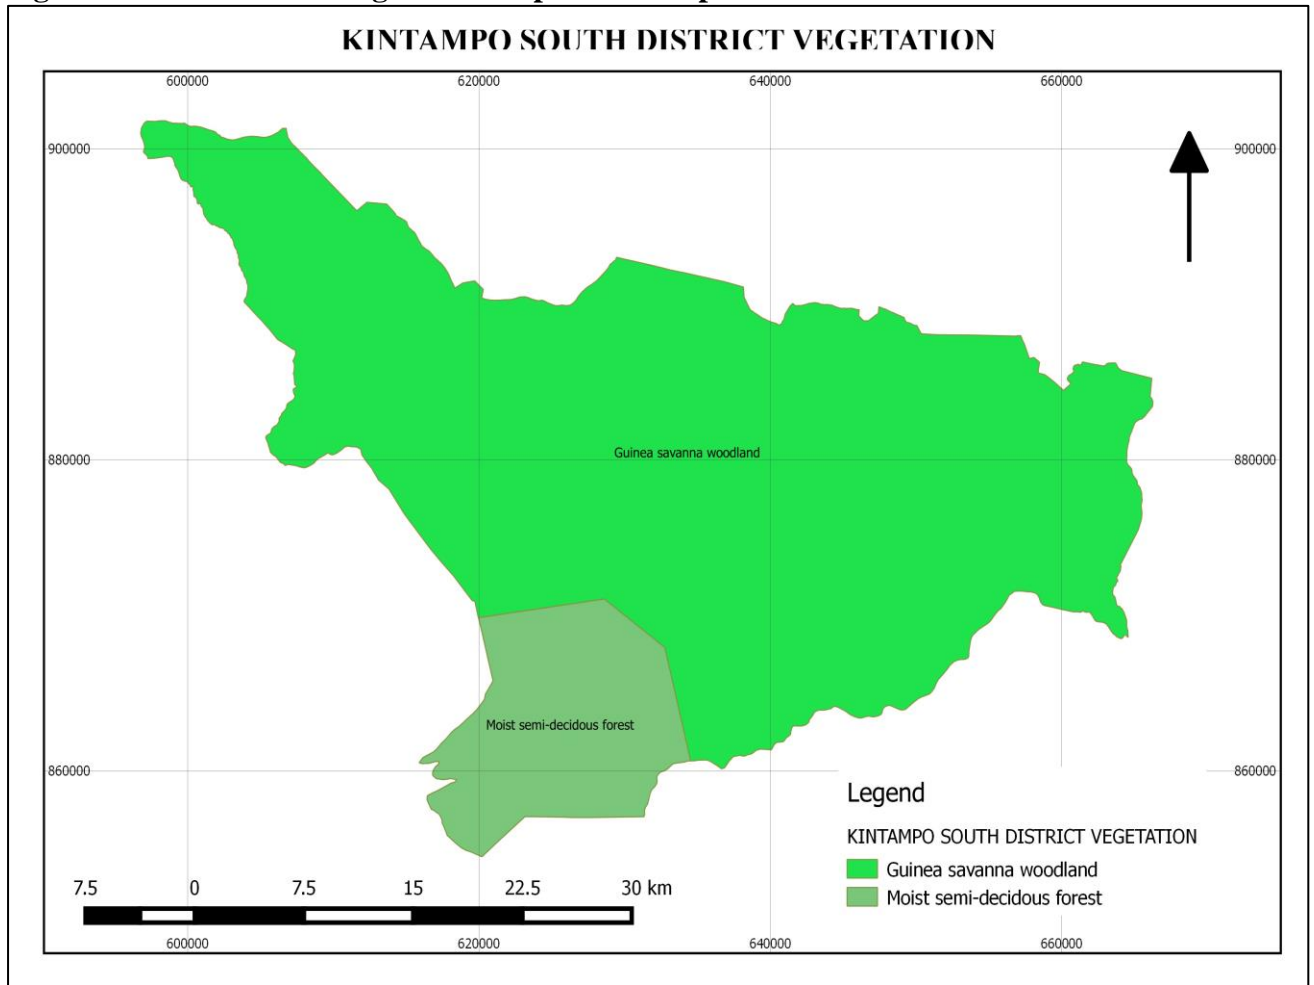 KINTAMPO SOUTH DISTRICT VEGETATION
600000 620000 640000 660000
900000 900000
Guinea savanna woodland
880000 880000
Moist semi-decidous forest
860000 860000
Legend
KINTAMPO SOUTH DISTRICT VEGETATION
Guinea savanna woodland
Moist semi-decidous forest
7.5 0 7.5 15 22.5 30 km
600000 620000 640000 660000